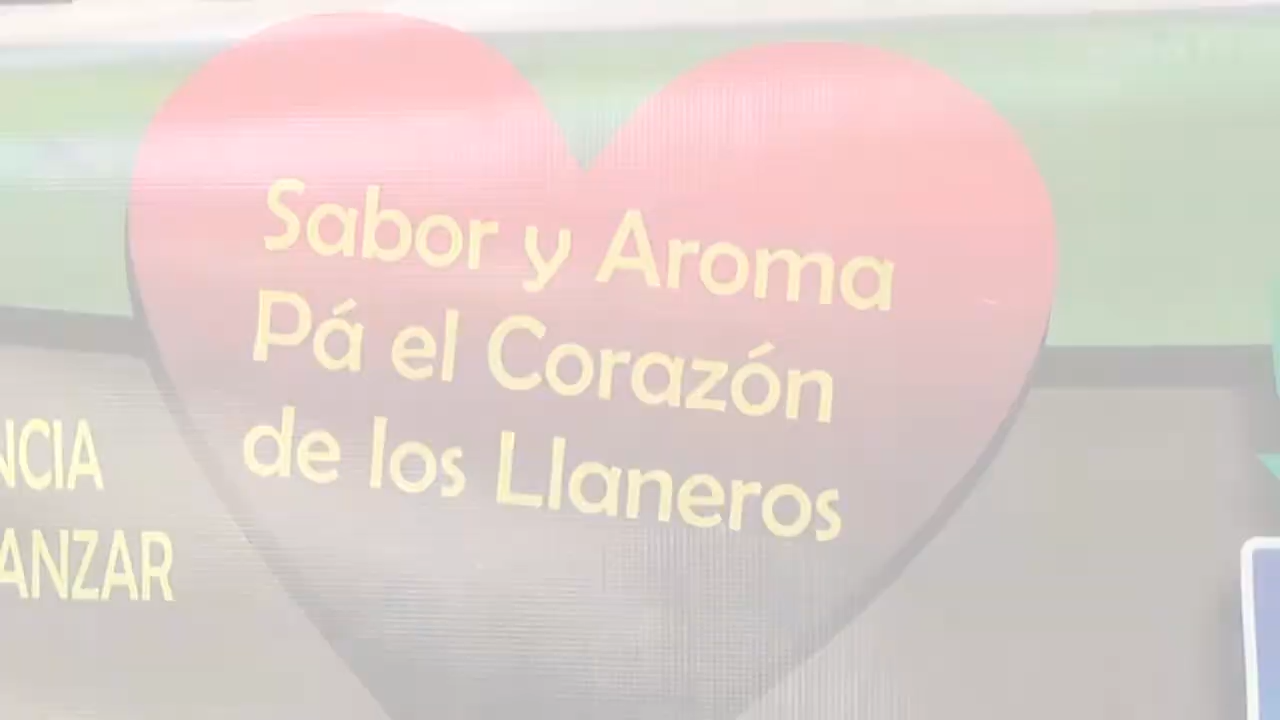 Sabor y Aroma
Pá el Corazón
de los Llaneros
NCIA
ANZAR